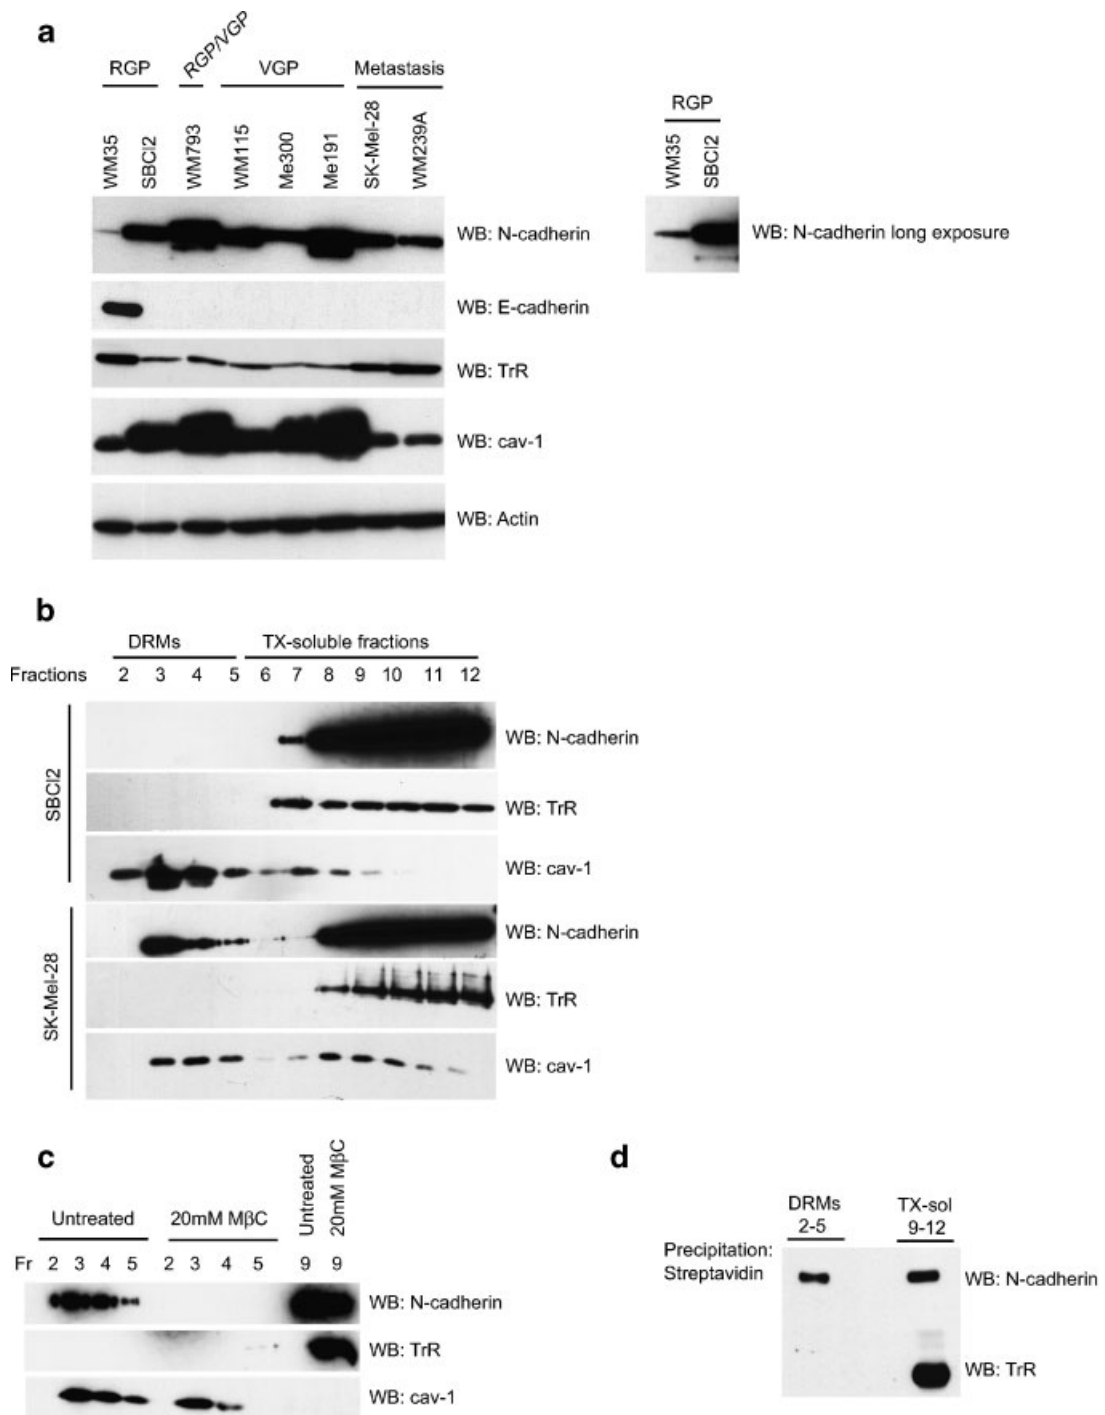 a
RGP
RGP/VGP
VGP
Metastasis
WM35
SBCl2
WM793
WM115
Me300
Me191
SK-Mel-28
WM239A
WB: N-cadherin
WB: E-cadherin
WB: TrR
WB: cav-1
WB: Actin
RGP
WM35
SBCl2
WB: N-cadherin long exposure
b
DRMs
TX-soluble fractions
Fractions 2 3 4 5 6 7 8 9 10 11 12
SBCl2
WB: N-cadherin
WB: TrR
WB: cav-1
SK-Mel-28
WB: N-cadherin
WB: TrR
WB: cav-1
c
Untreated
20mM MβC
Untreated
20mM MβC
Fr 2 3 4 5 2 3 4 5 9 9
WB: N-cadherin
WB: TrR
WB: cav-1
d
DRMs
2-5
TX-sol
9-12
Precipitation:
Streptavidin
WB: N-cadherin
WB: TrR